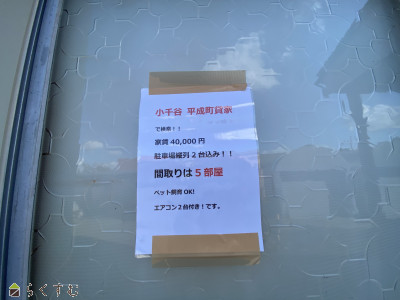 小千谷 平成町貸家
で検索！！
家賃40,000円
駐車場縦列２台込み！！
間取りは５部屋
ペット飼育OK!
エアコン２台付き！です。
らくすむ